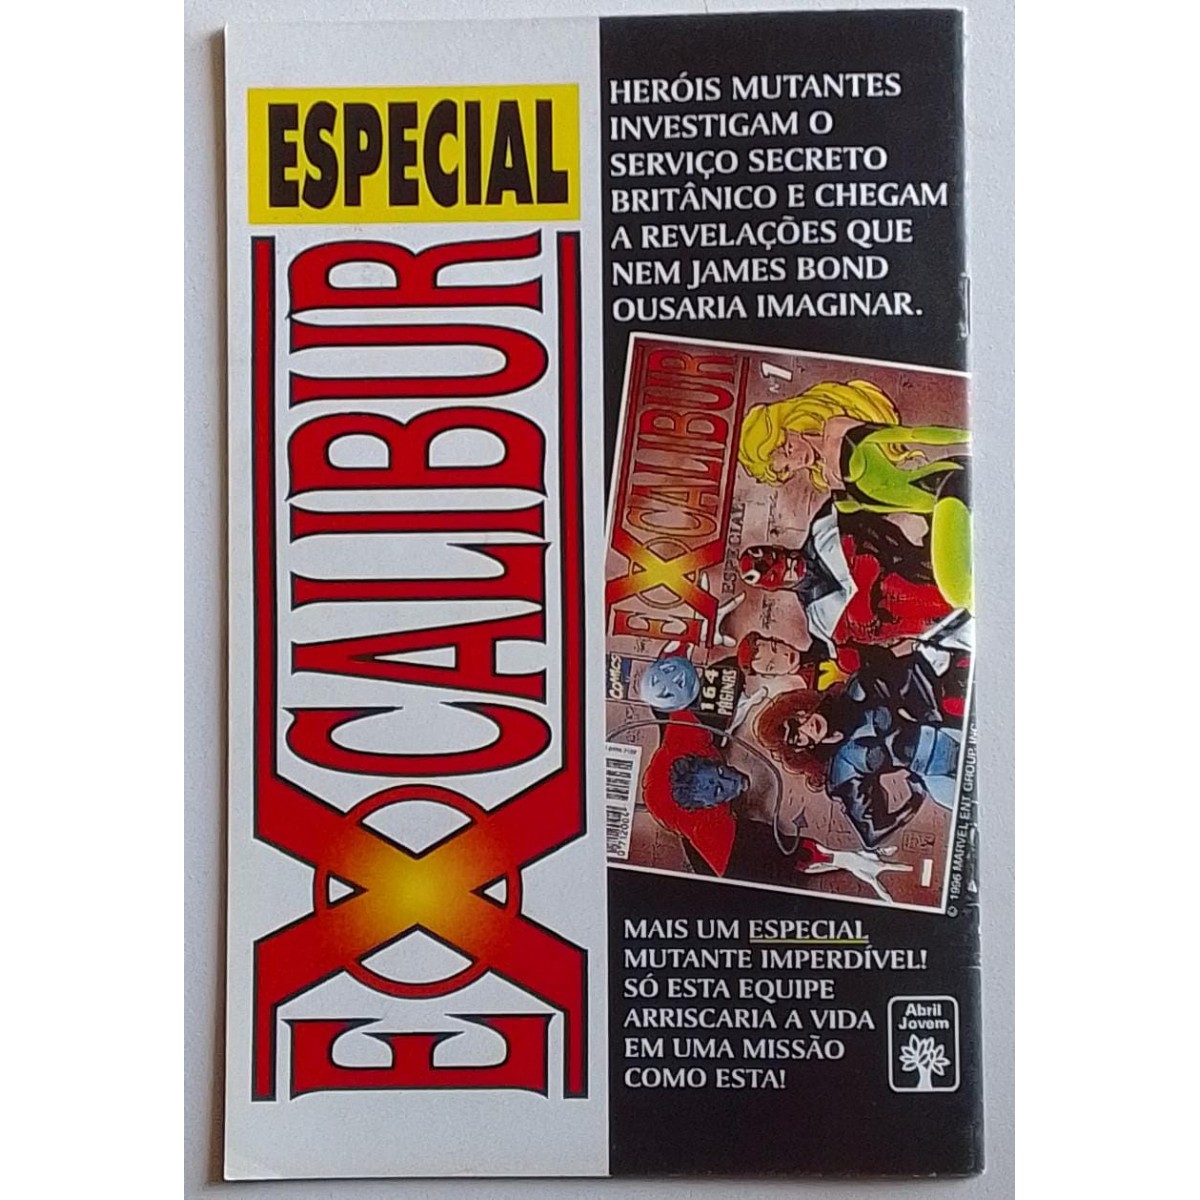 ESPECIAL
EXCALIBUR
HERÓIS MUTANTES
INVESTIGAM O
SERVIÇO SECRETO
BRITÂNICO E CHEGAM
A REVELAÇÕES QUE
NEM JAMES BOND
OUSARIA IMAGINAR.
Nº1
EXCALIBUR
ESPECIAL
COMICS
164
PÁGINAS
© 1996 MARVEL ENT. GROUP, INC.
MAIS UM ESPECIAL
MUTANTE IMPERDÍVEL!
SÓ ESTA EQUIPE
ARRISCARIA A VIDA
EM UMA MISSÃO
COMO ESTA!
Abril
Jovem